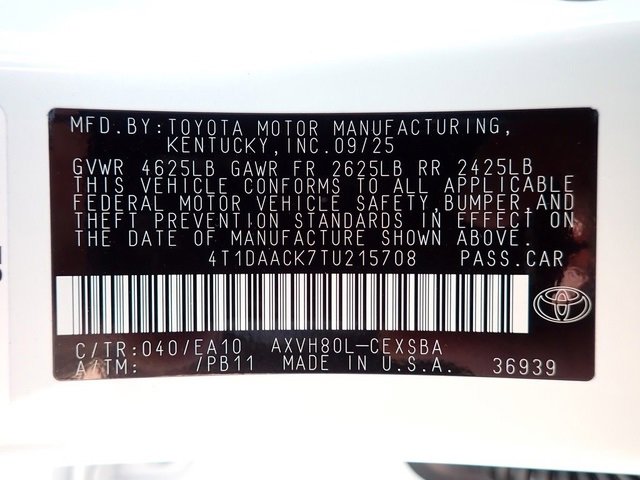 MFD.BY:TOYOTA MOTOR MANUFACTURING,
KENTUCKY,INC.09/25
GVWR 4625LB GAWR FR 2625LB RR 2425LB
THIS VEHICLE CONFORMS TO ALL APPLICABLE
FEDERAL MOTOR VEHICLE SAFETY,BUMPER,AND
THEFT PREVENTION STANDARDS IN EFFECT ON
THE DATE OF MANUFACTURE SHOWN ABOVE.
4T1DAACK7TU215708 PASS.CAR
C/TR:040/EA10 AXVH80L-CEXSBA
A/TM: /PB11 MADE IN U.S.A. 36939